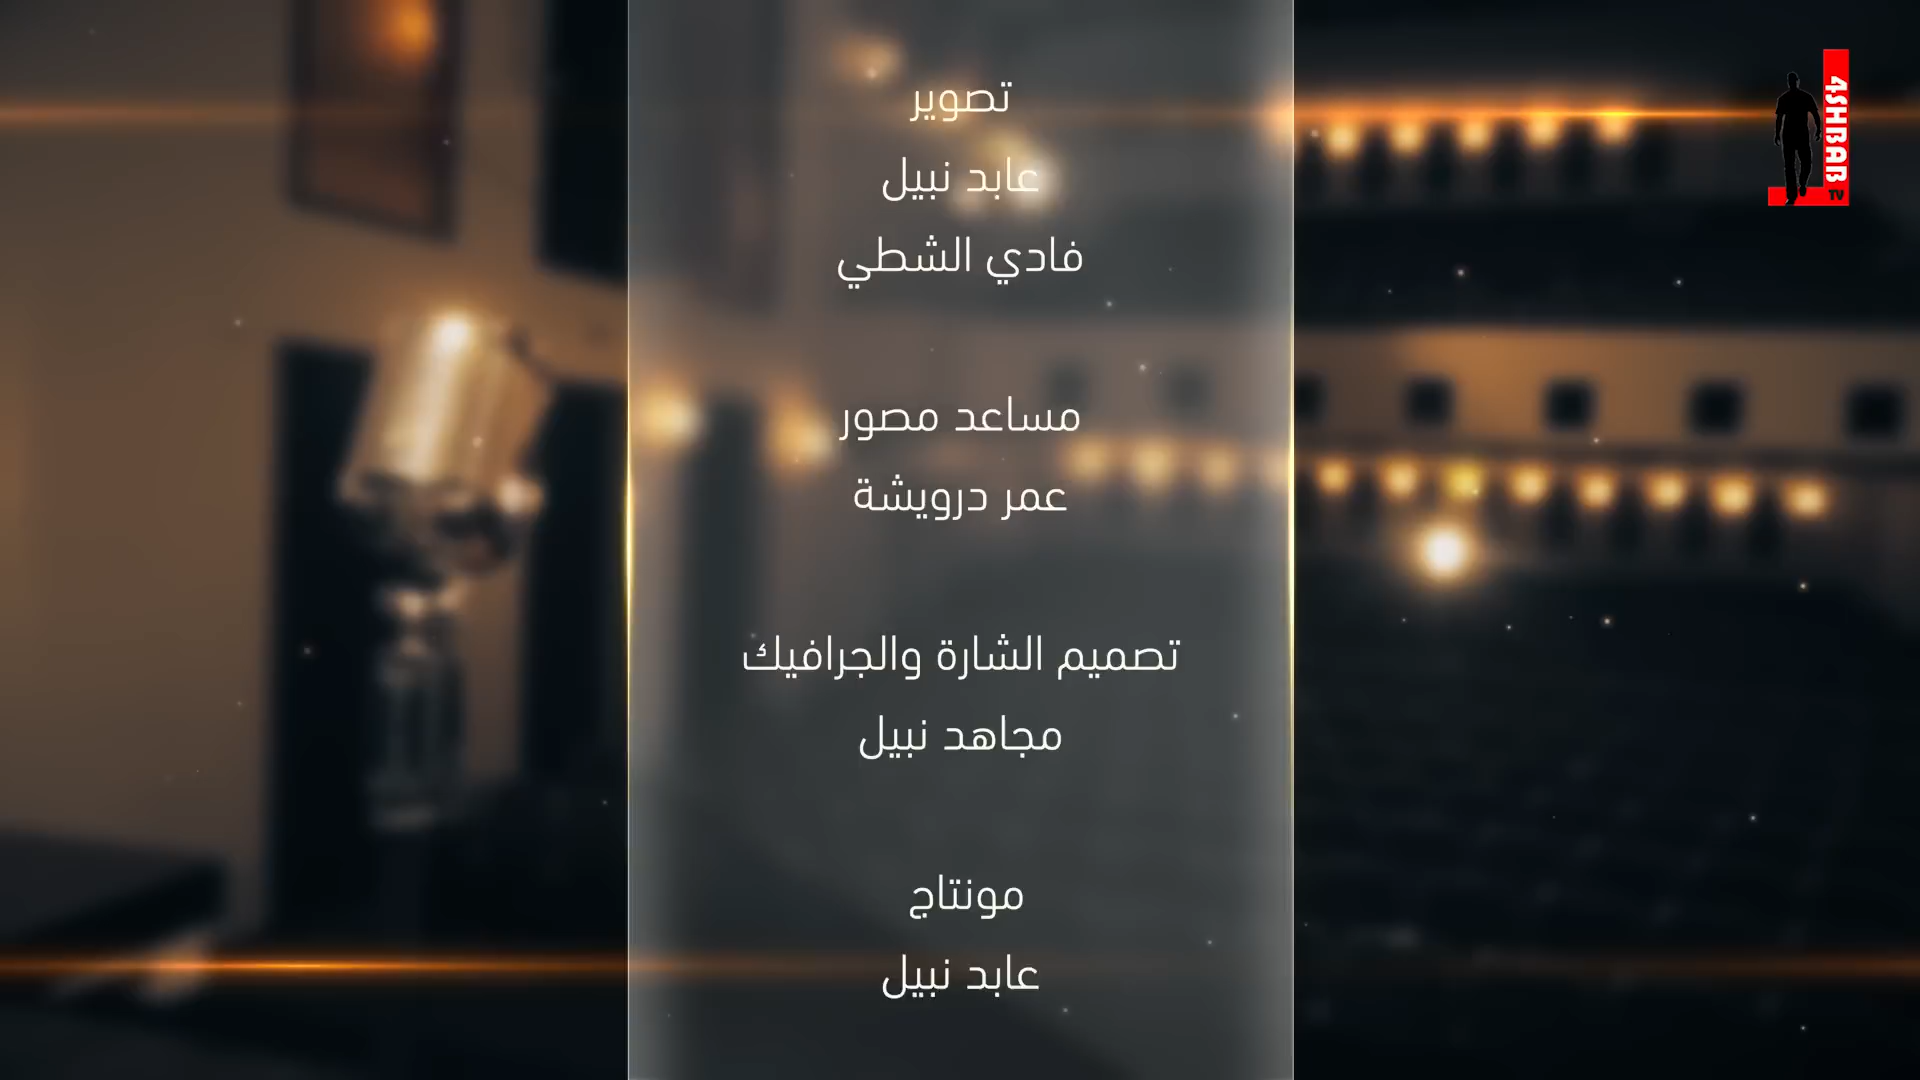 تصوير
عابد نبيل
فادي الشطي
مساعد مصور
عمر درويشة
تصميم الشارة والجرافيك
مجاهد نبيل
مونتاج
عابد نبيل
4SHBAB
TV